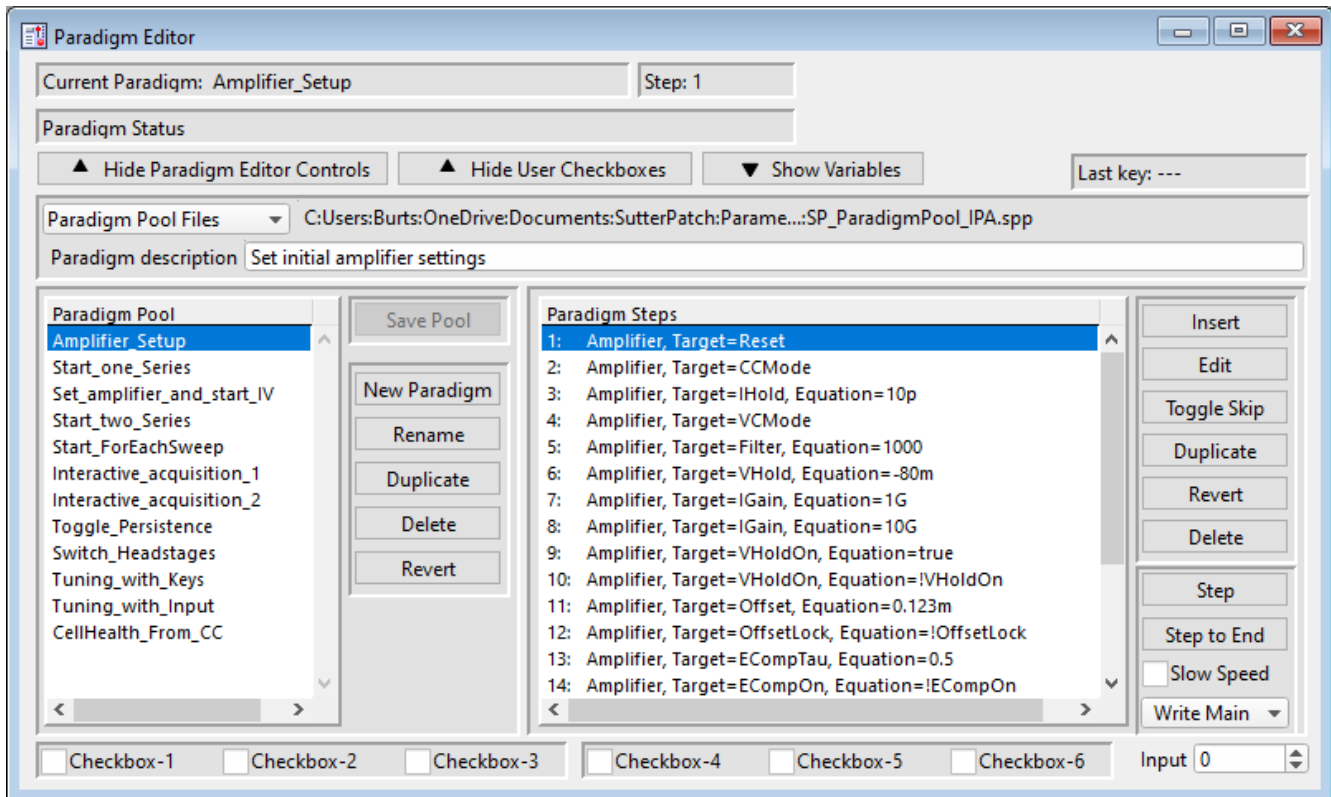 Paradigm Editor
Current Paradigm: Amplifier_Setup Step: 1
Paradigm Status
▲ Hide Paradigm Editor Controls ▲ Hide User Checkboxes ▼ Show Variables Last key: ---
Paradigm Pool Files C:Users:Burts:OneDrive:Documents:SutterPatch:Parame...:SP_ParadigmPool_IPA.spp
Paradigm description Set initial amplifier settings
Paradigm Pool
Amplifier_Setup
Start_one_Series
Set_amplifier_and_start_IV
Start_two_Series
Start_ForEachSweep
Interactive_acquisition_1
Interactive_acquisition_2
Toggle_Persistence
Switch_Headstages
Tuning_with_Keys
Tuning_with_Input
CellHealth_From_CC
Save Pool
New Paradigm
Rename
Duplicate
Delete
Revert
Paradigm Steps
1: Amplifier, Target=Reset
2: Amplifier, Target=CCMode
3: Amplifier, Target=IHold, Equation=10p
4: Amplifier, Target=VCMode
5: Amplifier, Target=Filter, Equation=1000
6: Amplifier, Target=VHold, Equation=-80m
7: Amplifier, Target=IGain, Equation=1G
8: Amplifier, Target=IGain, Equation=10G
9: Amplifier, Target=VHoldOn, Equation=true
10: Amplifier, Target=VHoldOn, Equation=!VHoldOn
11: Amplifier, Target=Offset, Equation=0.123m
12: Amplifier, Target=OffsetLock, Equation=!OffsetLock
13: Amplifier, Target=ECompTau, Equation=0.5
14: Amplifier, Target=ECompOn, Equation=!ECompOn
Insert
Edit
Toggle Skip
Duplicate
Revert
Delete
Step
Step to End
Slow Speed
Write Main
Checkbox-1 Checkbox-2 Checkbox-3 Checkbox-4 Checkbox-5 Checkbox-6 Input 0